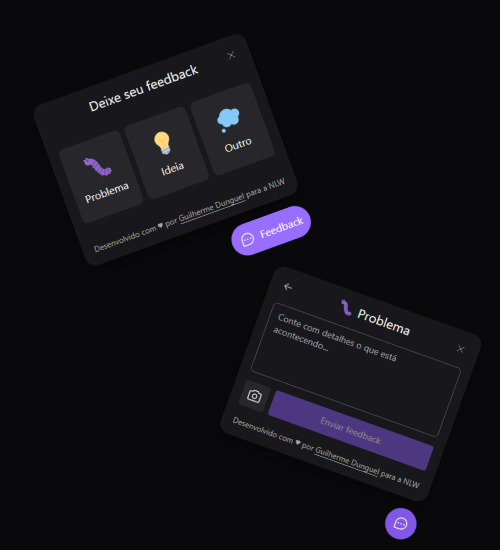 Deixe seu feedback
Problema
Ideia
Outro
Desenvolvido com ♥ por Guilherme Dunguel para a NLW
Feedback
Problema
Conte com detalhes o que está
acontecendo...
Enviar feedback
Desenvolvido com ♥ por Guilherme Dunguel para a NLW